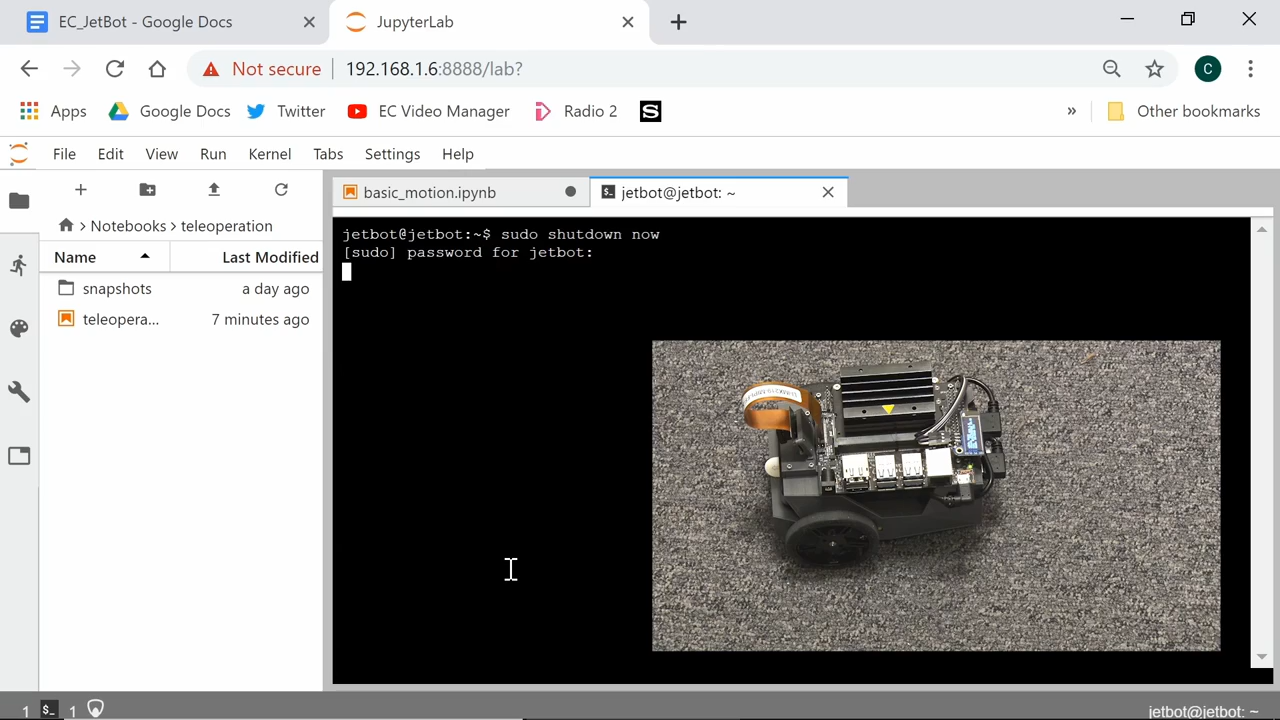 EC_JetBot - Google Docs
JupyterLab
Not secure
192.168.1.6:8888/lab?
C
Apps
Google Docs
Twitter
EC Video Manager
Radio 2
S
»
Other bookmarks
File
Edit
View
Run
Kernel
Tabs
Settings
Help
basic_motion.ipynb
jetbot@jetbot: ~
> Notebooks > teleoperation
Name
Last Modified
snapshots
a day ago
teleopera...
7 minutes ago
jetbot@jetbot:~$ sudo shutdown now
[sudo] password for jetbot:
1
1
jetbot@jetbot: ~